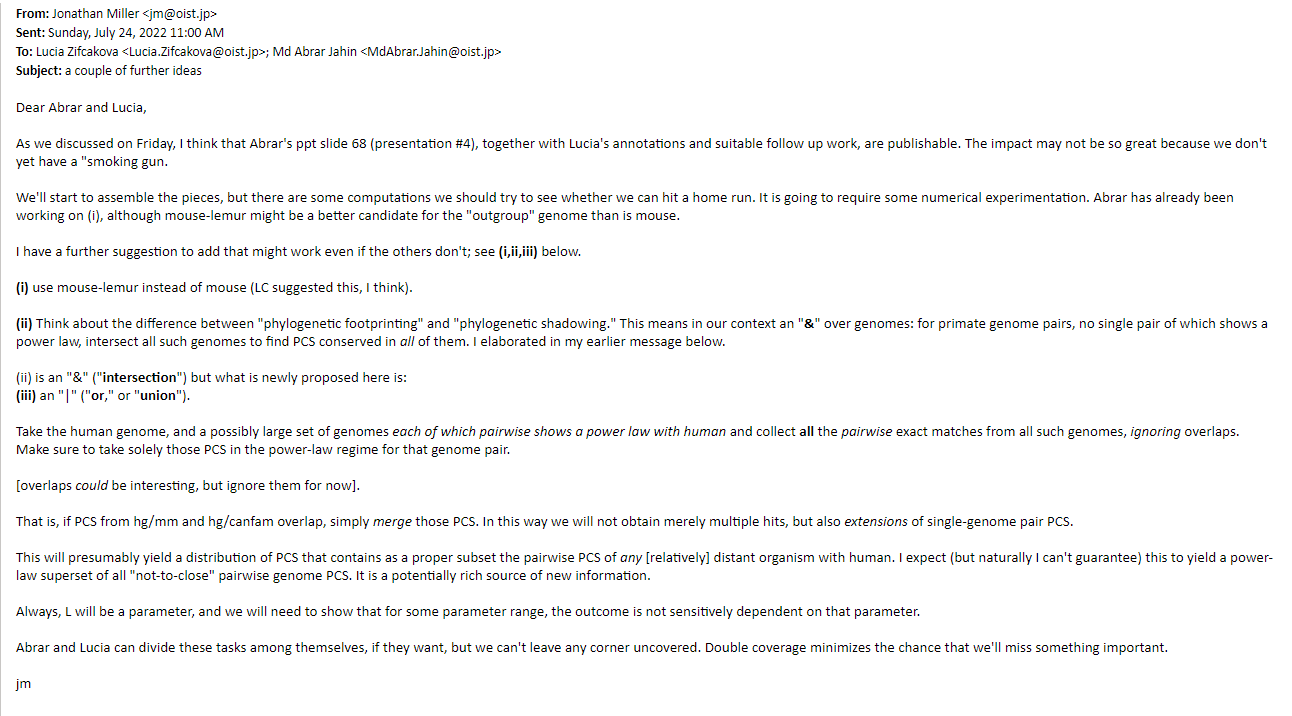 From: Jonathan Miller <jm@oist.jp>
Sent: Sunday, July 24, 2022 11:00 AM
To: Lucia Zifcakova <Lucia.Zifcakova@oist.jp>; Md Abrar Jahin <MdAbrar.Jahin@oist.jp>
Subject: a couple of further ideas
Dear Abrar and Lucia,
As we discussed on Friday, I think that Abrar's ppt slide 68 (presentation #4), together with Lucia's annotations and suitable follow up work, are publishable. The impact may not be so great because we don't
yet have a "smoking gun.
We'll start to assemble the pieces, but there are some computations we should try to see whether we can hit a home run. It is going to require some numerical experimentation. Abrar has already been
working on (i), although mouse-lemur might be a better candidate for the "outgroup" genome than is mouse.
I have a further suggestion to add that might work even if the others don't; see (i,ii,iii) below.
(i) use mouse-lemur instead of mouse (LC suggested this, I think).
(ii) Think about the difference between "phylogenetic footprinting" and "phylogenetic shadowing." This means in our context an "&" over genomes: for primate genome pairs, no single pair of which shows a
power law, intersect all such genomes to find PCS conserved in all of them. I elaborated in my earlier message below.
(ii) is an "&" ("intersection") but what is newly proposed here is:
(iii) an "|" ("or," or "union").
Take the human genome, and a possibly large set of genomes each of which pairwise shows a power law with human and collect all the pairwise exact matches from all such genomes, ignoring overlaps.
Make sure to take solely those PCS in the power-law regime for that genome pair.
[overlaps could be interesting, but ignore them for now].
That is, if PCS from hg/mm and hg/canfam overlap, simply merge those PCS. In this way we will not obtain merely multiple hits, but also extensions of single-genome pair PCS.
This will presumably yield a distribution of PCS that contains as a proper subset the pairwise PCS of any [relatively] distant organism with human. I expect (but naturally I can't guarantee) this to yield a power-
law superset of all "not-to-close" pairwise genome PCS. It is a potentially rich source of new information.
Always, L will be a parameter, and we will need to show that for some parameter range, the outcome is not sensitively dependent on that parameter.
Abrar and Lucia can divide these tasks among themselves, if they want, but we can't leave any corner uncovered. Double coverage minimizes the chance that we'll miss something important.
jm